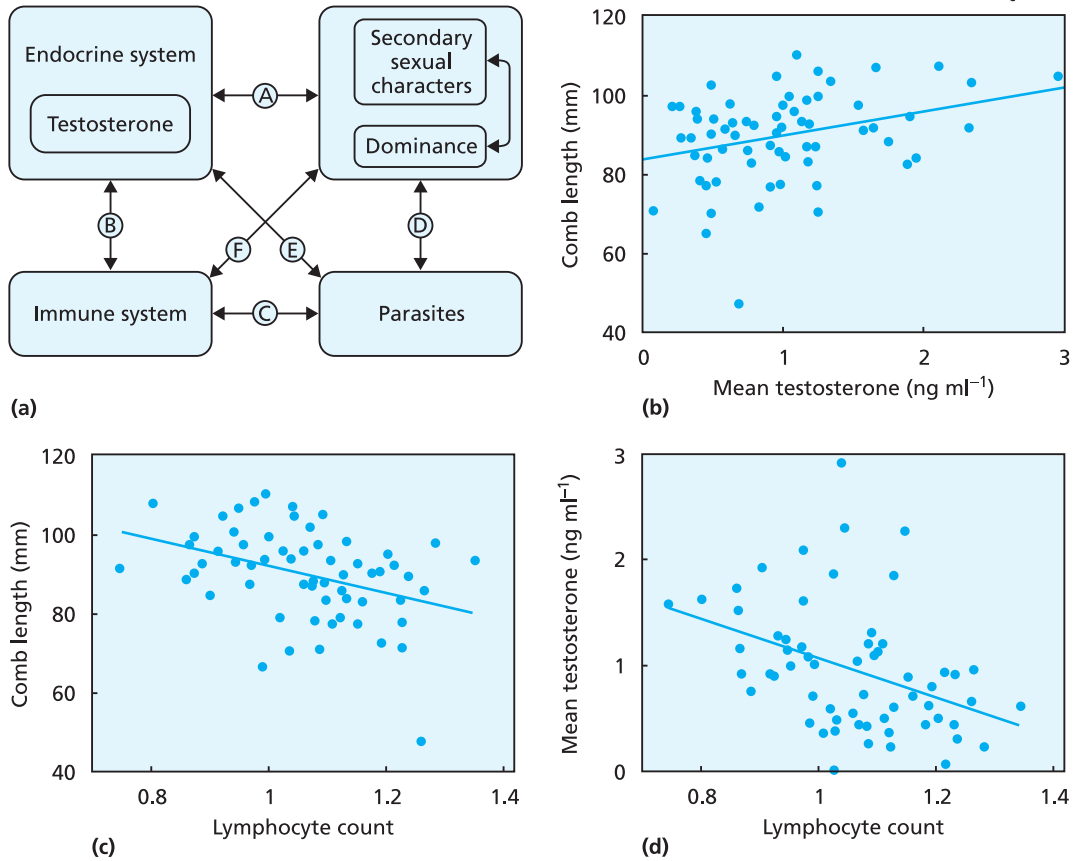 Endocrine system
Testosterone
Secondary
sexual
characters
Dominance
A
B
F
E
D
Immune system
C
Parasites
(a)
Comb length (mm)
120
100
80
60
40
0
1
2
3
Mean testosterone (ng ml⁻¹)
(b)
Comb length (mm)
120
100
80
60
40
0.8
1
1.2
1.4
Lymphocyte count
(c)
Mean testosterone (ng ml⁻¹)
3
2
1
0
0.8
1
1.2
1.4
Lymphocyte count
(d)